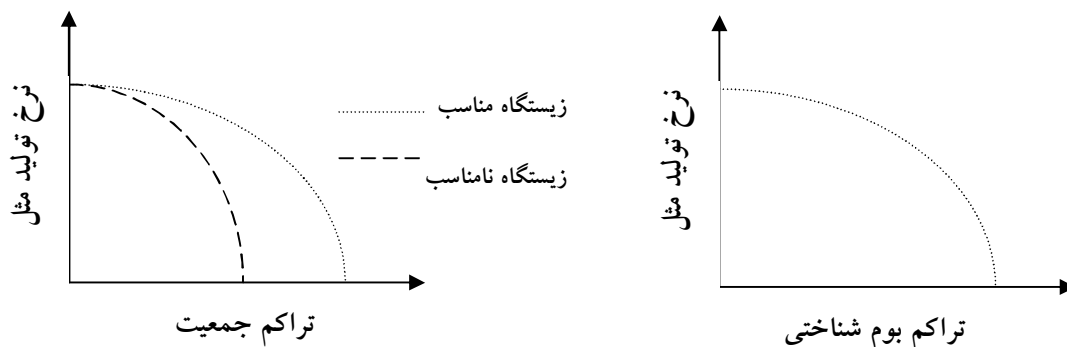 نرخ تولید مثل
زیستگاه مناسب
زیستگاه نامناسب
تراکم جمعیت
نرخ تولید مثل
تراکم بوم شناختی